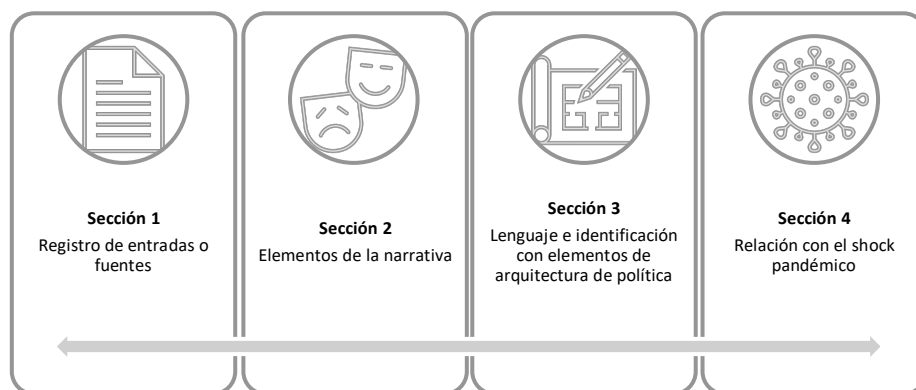 Sección 1
Registro de entradas o
fuentes
Sección 2
Elementos de la narrativa
Sección 3
Lenguaje e identificación
con elementos de
arquitectura de política
Sección 4
Relación con el shock
pandémico